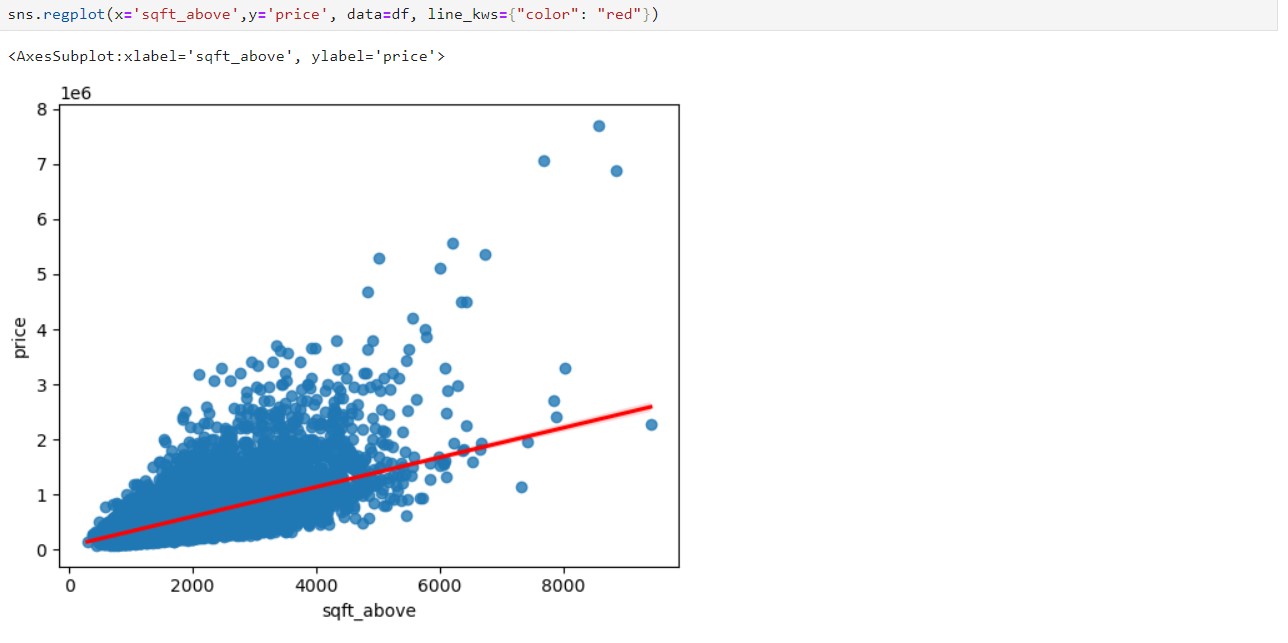 sns.regplot(x='sqft_above',y='price', data=df, line_kws={"color": "red"})
<AxesSubplot:xlabel='sqft_above', ylabel='price'>
1e6
8
7
6
5
4
3
2
1
0
price
0 2000 4000 6000 8000
sqft_above